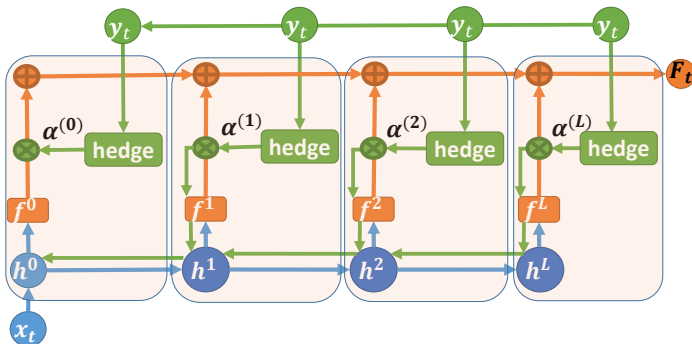 y_t y_t y_t y_t
F_t
α^(0) α^(1) α^(2) α^(L)
hedge hedge hedge hedge
f^0 f^1 f^2 f^L
h^0 h^1 h^2 h^L
x_t